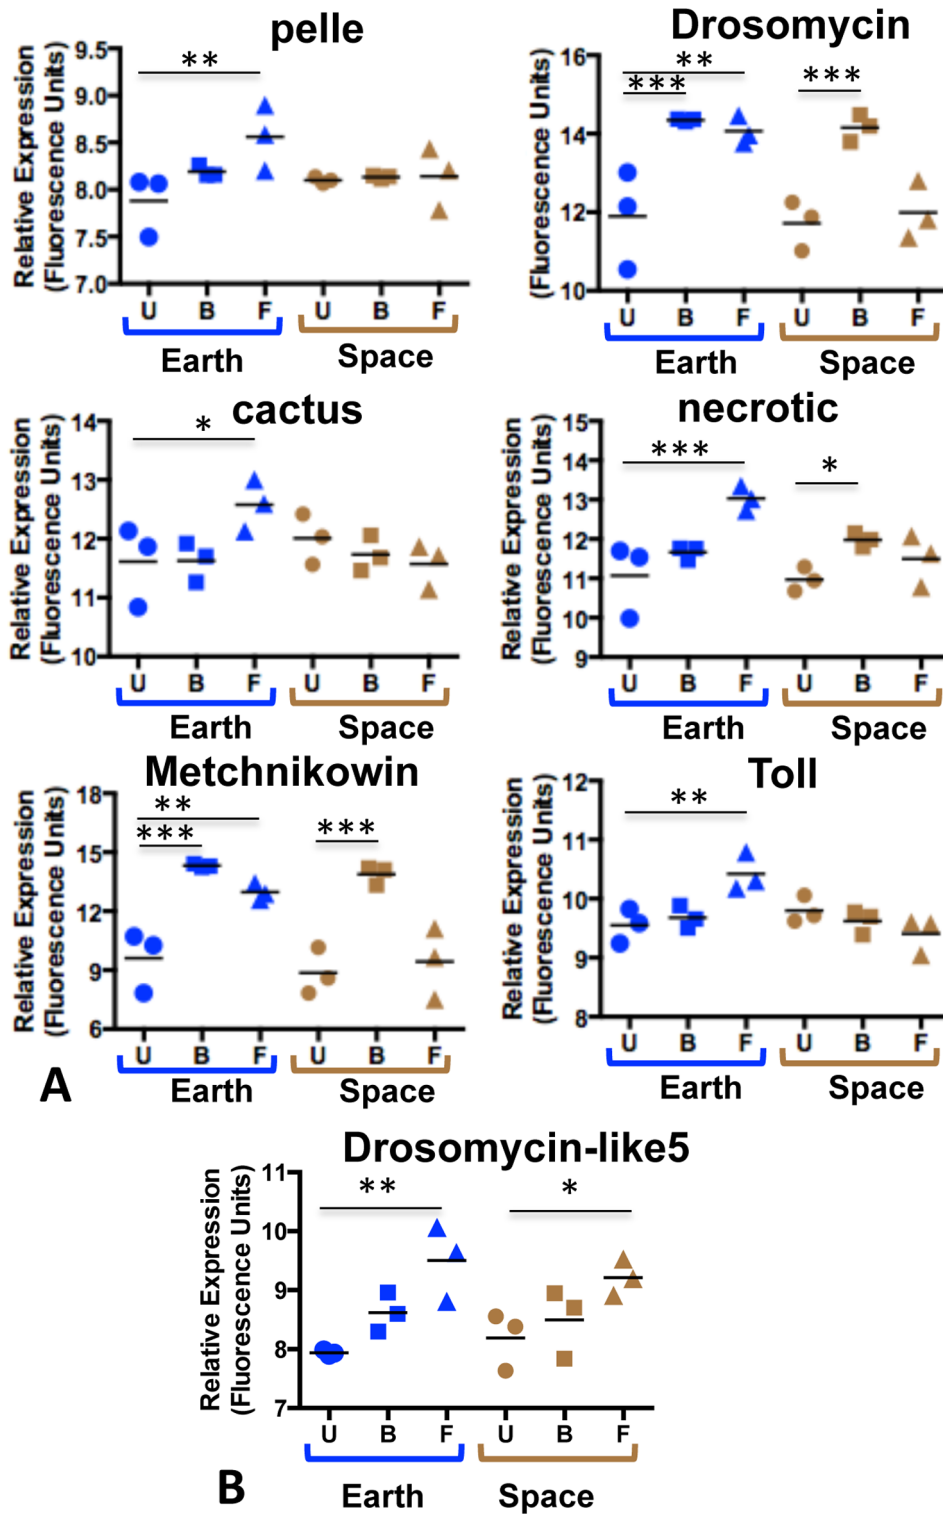 pelle
Relative Expression
(Fluorescence Units)
9.5
9.0
8.5
8.0
7.5
7.0
**
U B F U B F
Earth Space
Drosomycin
Relative Expression
(Fluorescence Units)
16
14
12
10
**
***
***
U B F U B F
Earth Space
cactus
Relative Expression
(Fluorescence Units)
14
13
12
11
10
*
U B F U B F
Earth Space
necrotic
Relative Expression
(Fluorescence Units)
15
14
13
12
11
10
9
***
*
U B F U B F
Earth Space
Metchnikowin
Relative Expression
(Fluorescence Units)
18
15
12
9
6
**
***
***
U B F U B F
Earth Space
A
Toll
Relative Expression
(Fluorescence Units)
12
11
10
9
8
**
U B F U B F
Earth Space
Drosomycin-like5
Relative Expression
(Fluorescence Units)
11
10
9
8
7
**
*
U B F U B F
Earth Space
B